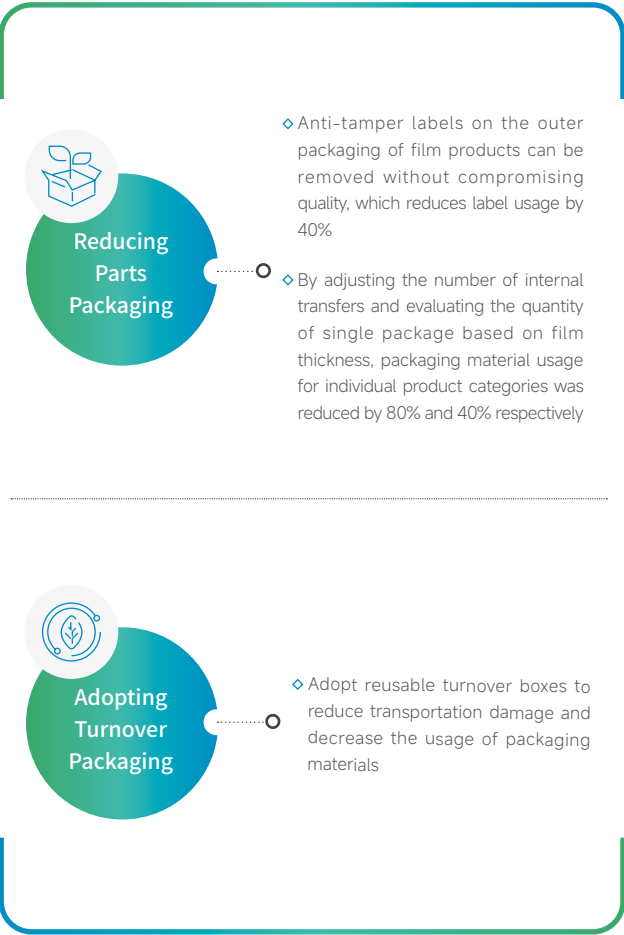 Reducing
Parts
Packaging
Anti-tamper labels on the outer
packaging of film products can be
removed without compromising
quality, which reduces label usage by
40%
By adjusting the number of internal
transfers and evaluating the quantity
of single package based on film
thickness, packaging material usage
for individual product categories was
reduced by 80% and 40% respectively
Adopting
Turnover
Packaging
Adopt reusable turnover boxes to
reduce transportation damage and
decrease the usage of packaging
materials